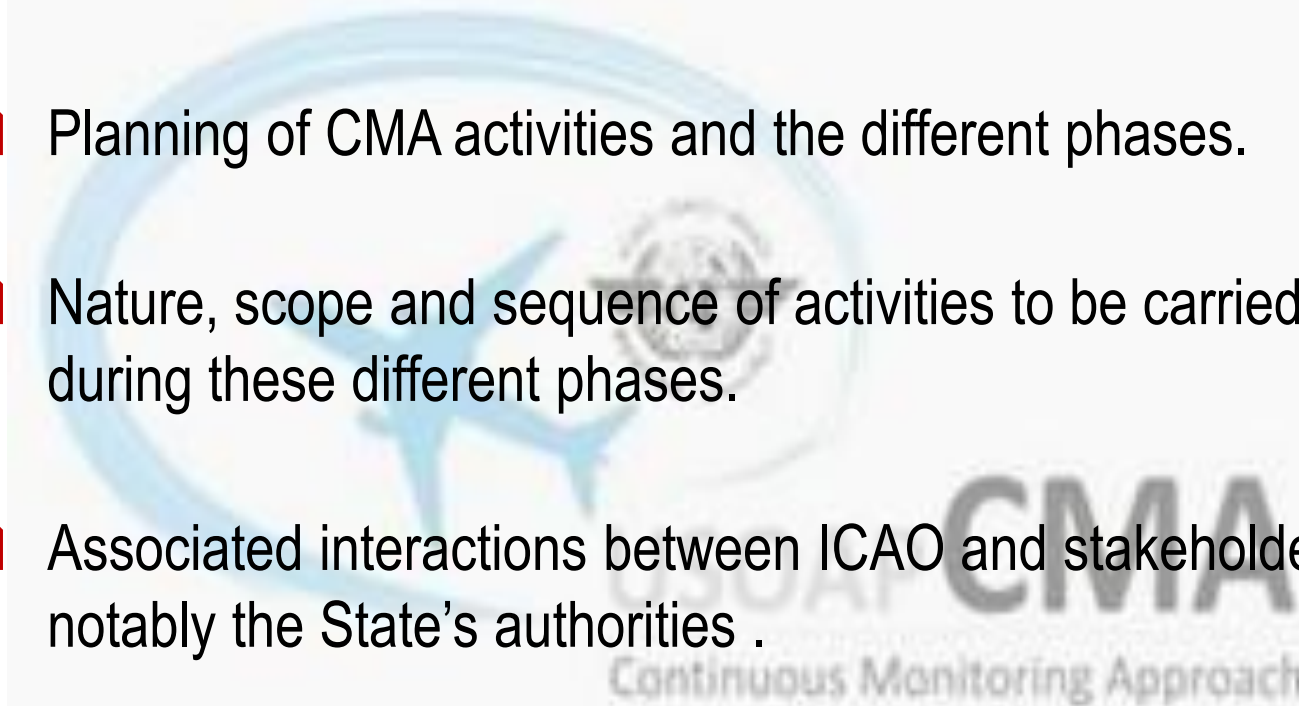 Planning of CMA activities and the different phases.
Nature, scope and sequence of activities to be carried
during these different phases.
Associated interactions between ICAO and stakeholde
notably the State’s authorities .
USOAP CMA
Continuous Monitoring Approach